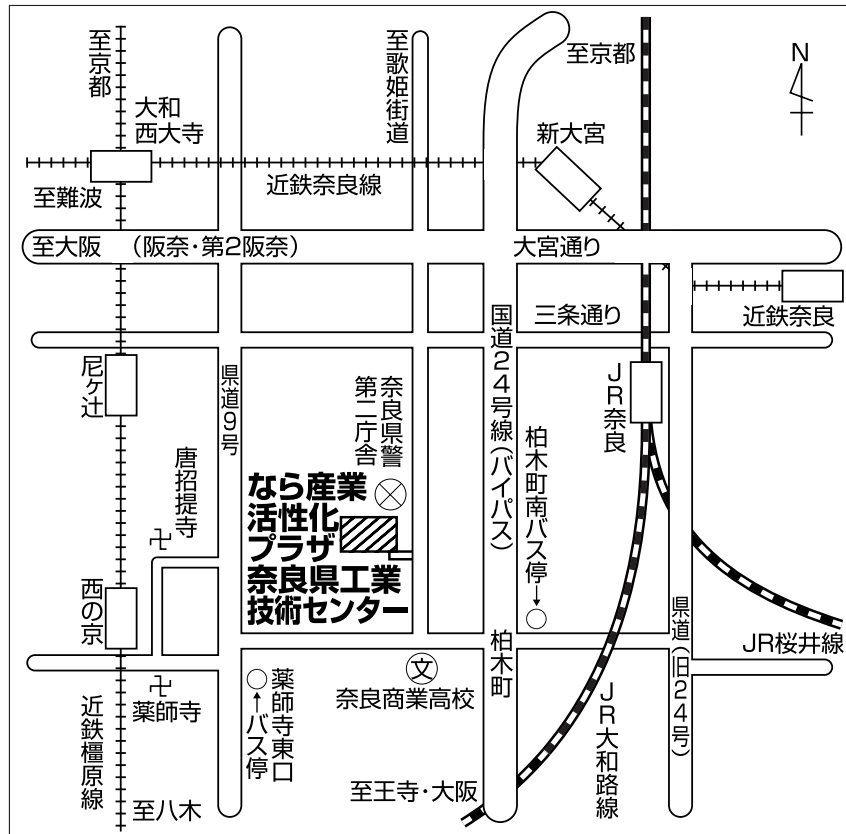 至京都
至歌姫街道
至京都
N
大和
西大寺
新大宮
近鉄奈良線
至難波
至大阪 (阪奈・第2阪奈)
大宮通り
近鉄奈良
三条通り
国道24号線(バイパス)
尼ヶ辻
県道9号
奈良県警
第二庁舎
JR奈良
唐招提寺
なら産業
活性化
プラザ
奈良県工業
技術センター
柏木町南バス停→
西の京
柏木町
県道(旧24号)
JR桜井線
文
奈良商業高校
薬師寺
薬師寺東口
←バス停
近鉄橿原線
JR大和路線
至八木
至王寺・大阪